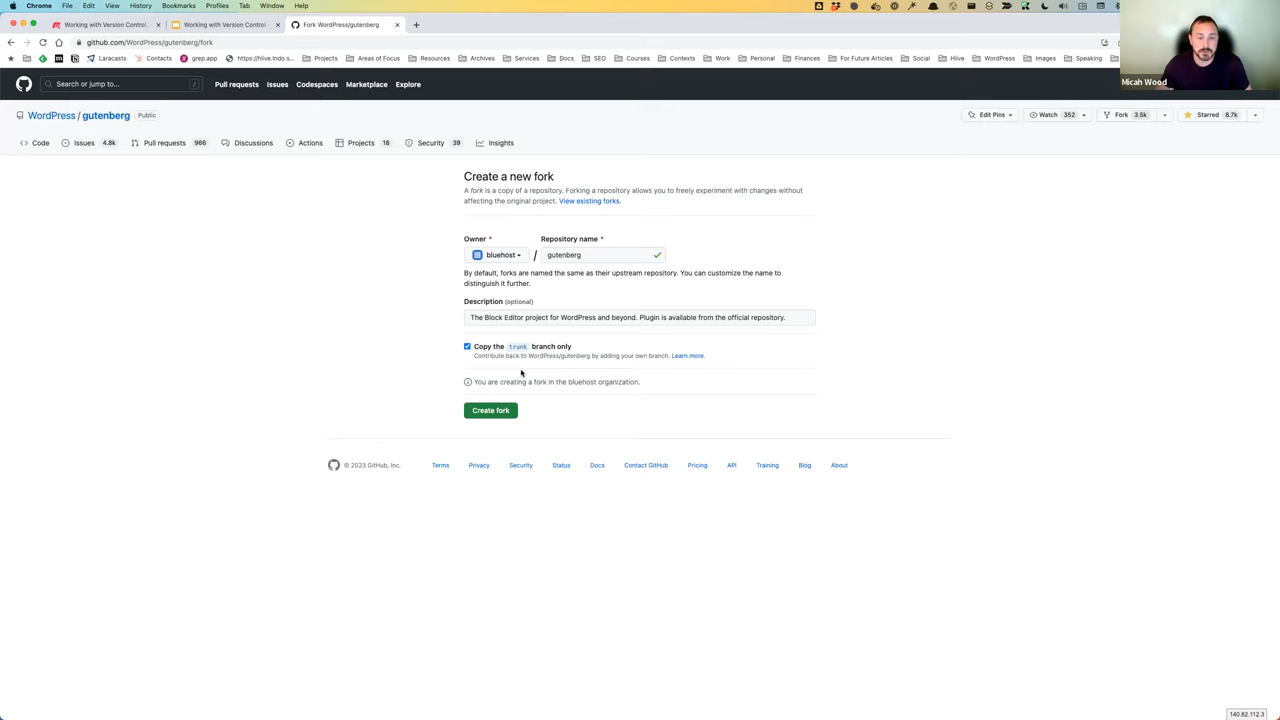 Chrome File Edit View History Bookmarks Profiles Tab Window Help
Working with Version Control, × Working with Version Control × Fork WordPress/gutenberg × +
github.com/WordPress/gutenberg/fork
Laracasts Contacts grep.app https://hiive.lndo.s... Projects Areas of Focus Resources Archives Services Docs SEO Courses Contexts Work Personal Finances For Future Articles Social Hiive WordPress Images Speaking
Micah Wood
Search or jump to... / Pull requests Issues Codespaces Marketplace Explore
WordPress / gutenberg Public Edit Pins Watch 352 Fork 3.5k Starred 8.7k
Code Issues 4.8k Pull requests 966 Discussions Actions Projects 18 Security 39 Insights
Create a new fork
A fork is a copy of a repository. Forking a repository allows you to freely experiment with changes without
affecting the original project. View existing forks.
Owner * Repository name *
bluehost / gutenberg
By default, forks are named the same as their upstream repository. You can customize the name to
distinguish it further.
Description (optional)
The Block Editor project for WordPress and beyond. Plugin is available from the official repository.
Copy the trunk branch only
Contribute back to WordPress/gutenberg by adding your own branch. Learn more.
You are creating a fork in the bluehost organization.
Create fork
© 2023 GitHub, Inc. Terms Privacy Security Status Docs Contact GitHub Pricing API Training Blog About
140.82.112.3